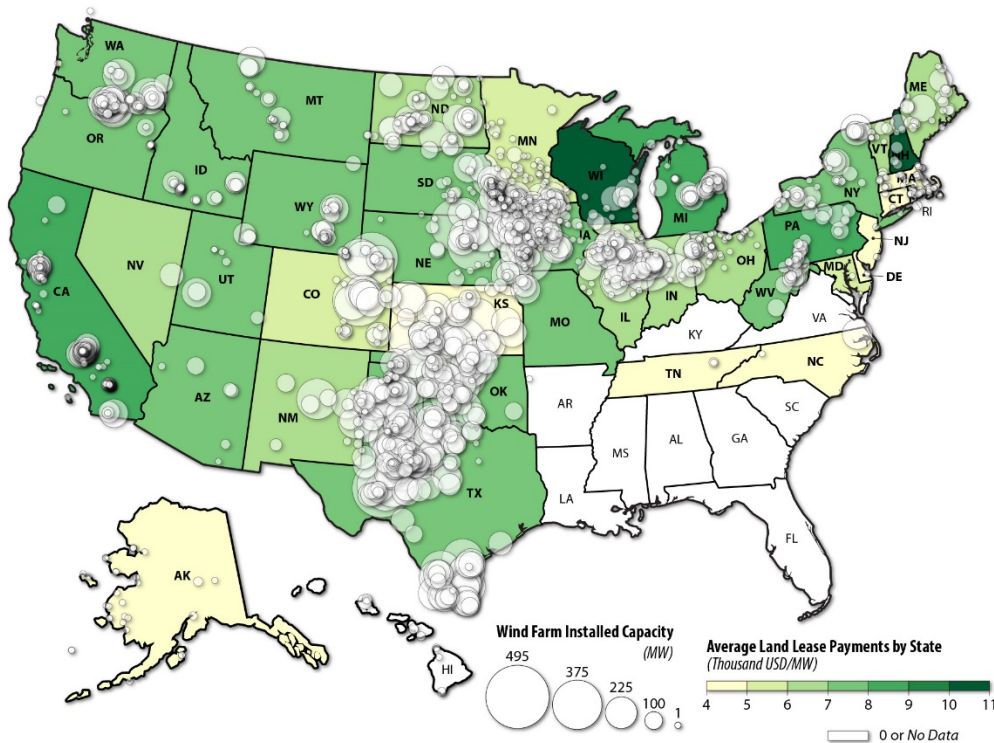 WA
MT
ND
MN
ME
OR
ID
SD
WI
MI
VT
NH
NY
MA
CT
RI
WY
IA
PA
NJ
NV
UT
NE
OH
MD
DE
CA
CO
KS
IL
IN
WV
MO
KY
VA
AZ
NM
OK
TN
NC
AR
SC
TX
MS
AL
GA
LA
FL
AK
HI
Wind Farm Installed Capacity
(MW)
495
375
225
100
1
Average Land Lease Payments by State
(Thousand USD/MW)
4 5 6 7 8 9 10 11
0 or No Data